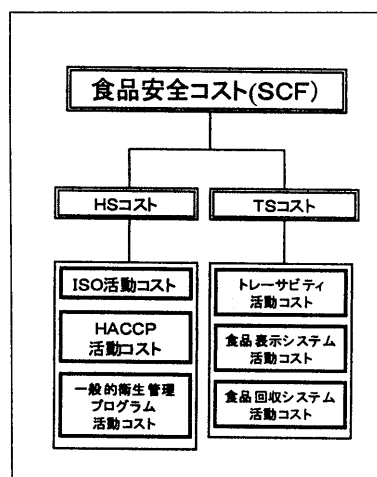 食品安全コスト(SCF)
HSコスト
TSコスト
ISO活動コスト
HACCP
活動コスト
一般的衛生管理
プログラム
活動コスト
トレーサビティ
活動コスト
食品表示システム
活動コスト
食品回収システム
活動コスト